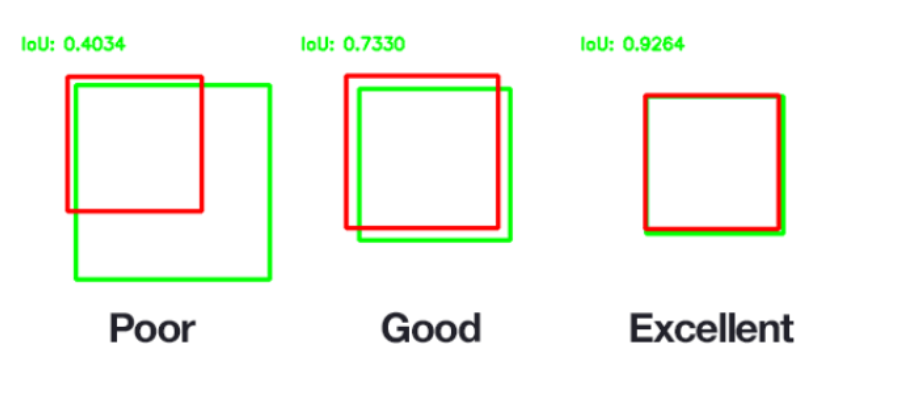 IoU: 0.4034
IoU: 0.7330
IoU: 0.9264
Poor
Good
Excellent